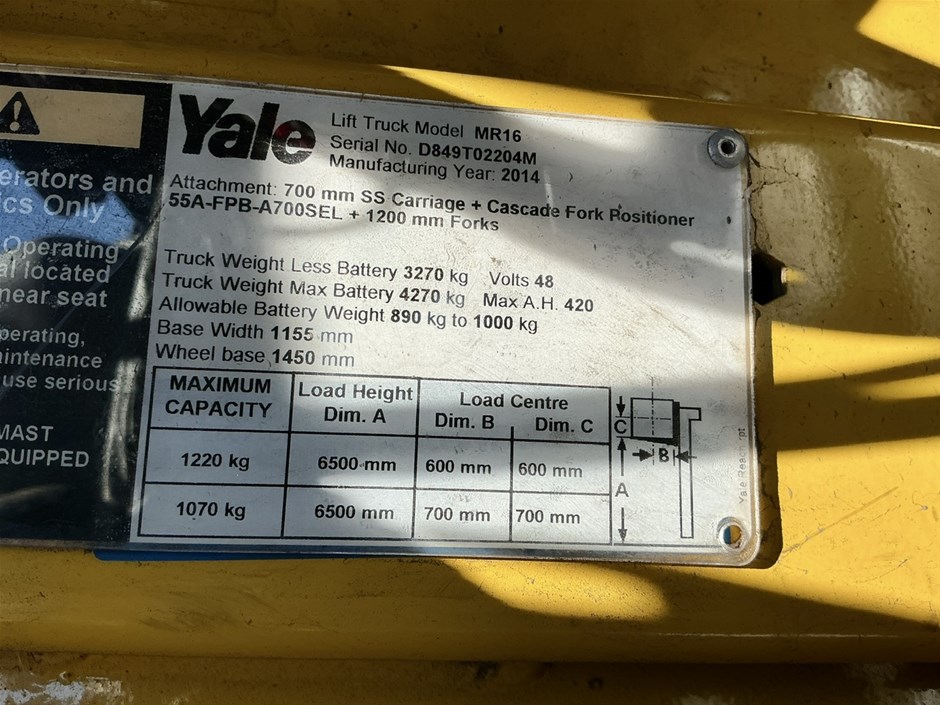 erators and
cs Only
Operating
al located
near seat
perating,
aintenance
use serious
MAST
QUIPPED
Yale
Lift Truck Model MR16
Serial No. D849T02204M
Manufacturing Year: 2014
Attachment: 700 mm SS Carriage + Cascade Fork Positioner
55A-FPB-A700SEL + 1200 mm Forks
Truck Weight Less Battery 3270 kg Volts 48
Truck Weight Max Battery 4270 kg Max A.H. 420
Allowable Battery Weight 890 kg to 1000 kg
Base Width 1155 mm
Wheel base 1450 mm
MAXIMUM CAPACITY Load Height Dim. A Load Centre Dim. B Dim. C
1220 kg 6500 mm 600 mm 600 mm
1070 kg 6500 mm 700 mm 700 mm
C
B
A